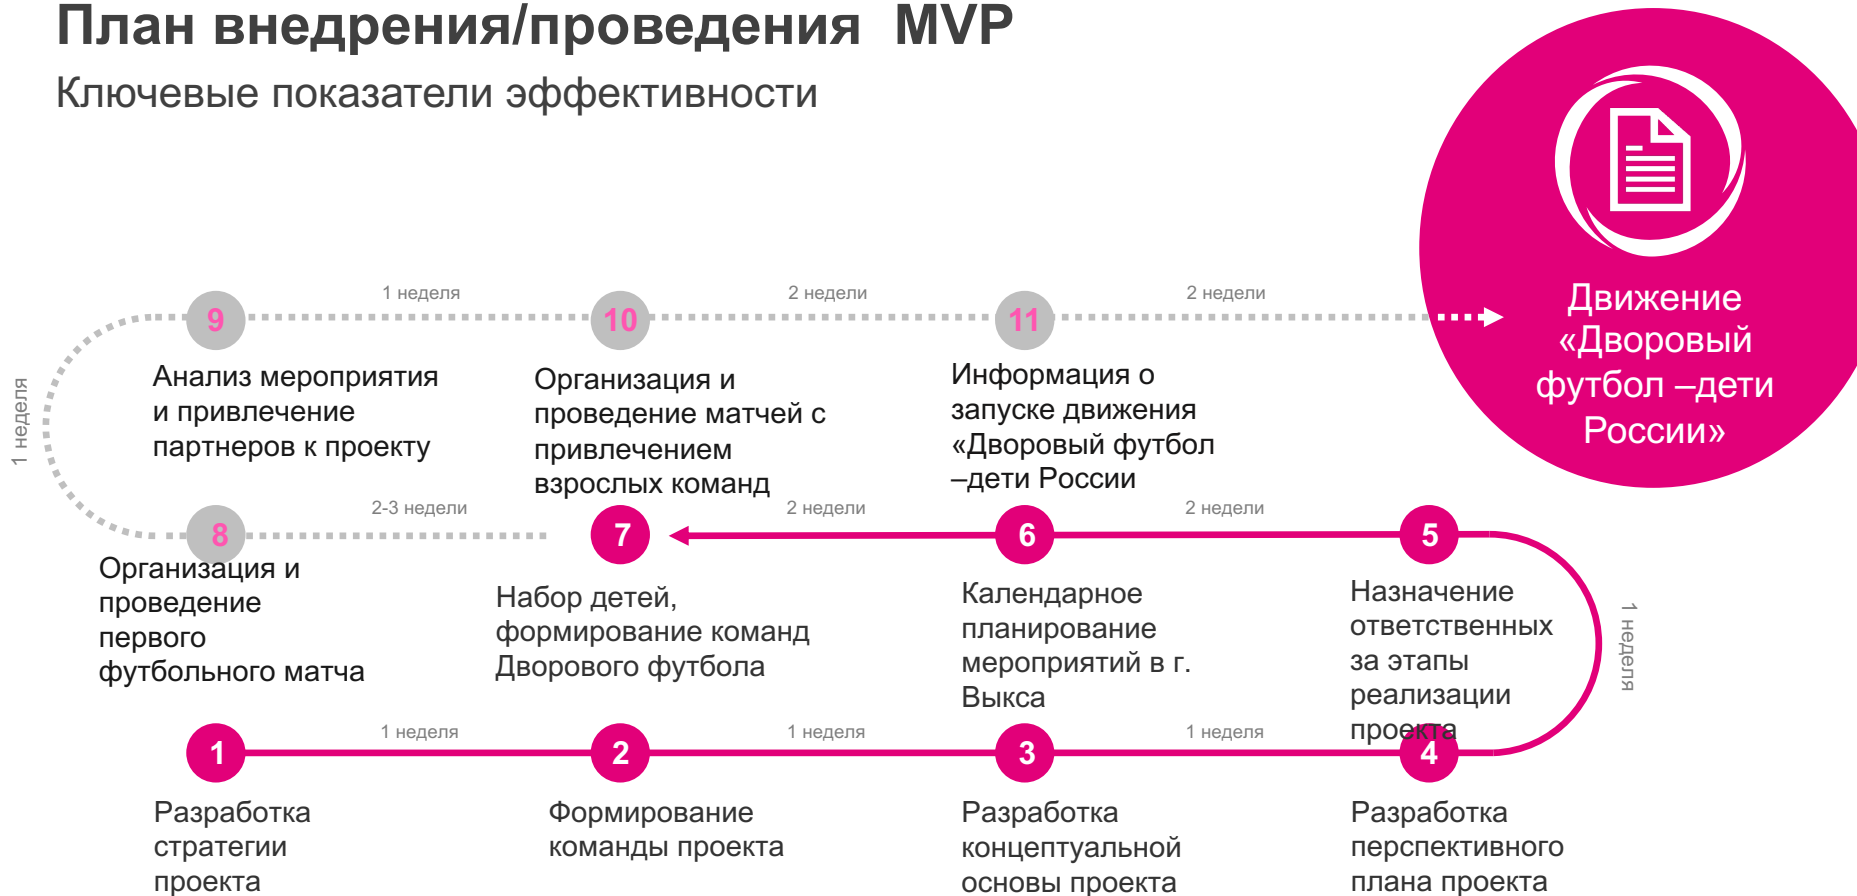 План внедрения/проведения MVP
Ключевые показатели эффективности
Движение
«Дворовый
футбол –дети
России»
1 неделя
2 недели
2 недели
9
10
11
Анализ мероприятия
и привлечение
партнеров к проекту
Организация и
проведение матчей с
привлечением
взрослых команд
Информация о
запуске движения
«Дворовый футбол
–дети России
1 неделя
2-3 недели
2 недели
2 недели
8
7
6
5
Организация и
проведение
первого
футбольного матча
Набор детей,
формирование команд
Дворового футбола
Календарное
планирование
мероприятий в г.
Выкса
Назначение
ответственных
за этапы
реализации
проекта
1 неделя
1 неделя
1 неделя
1 неделя
1
2
3
4
Разработка
стратегии
проекта
Формирование
команды проекта
Разработка
концептуальной
основы проекта
Разработка
перспективного
плана проекта